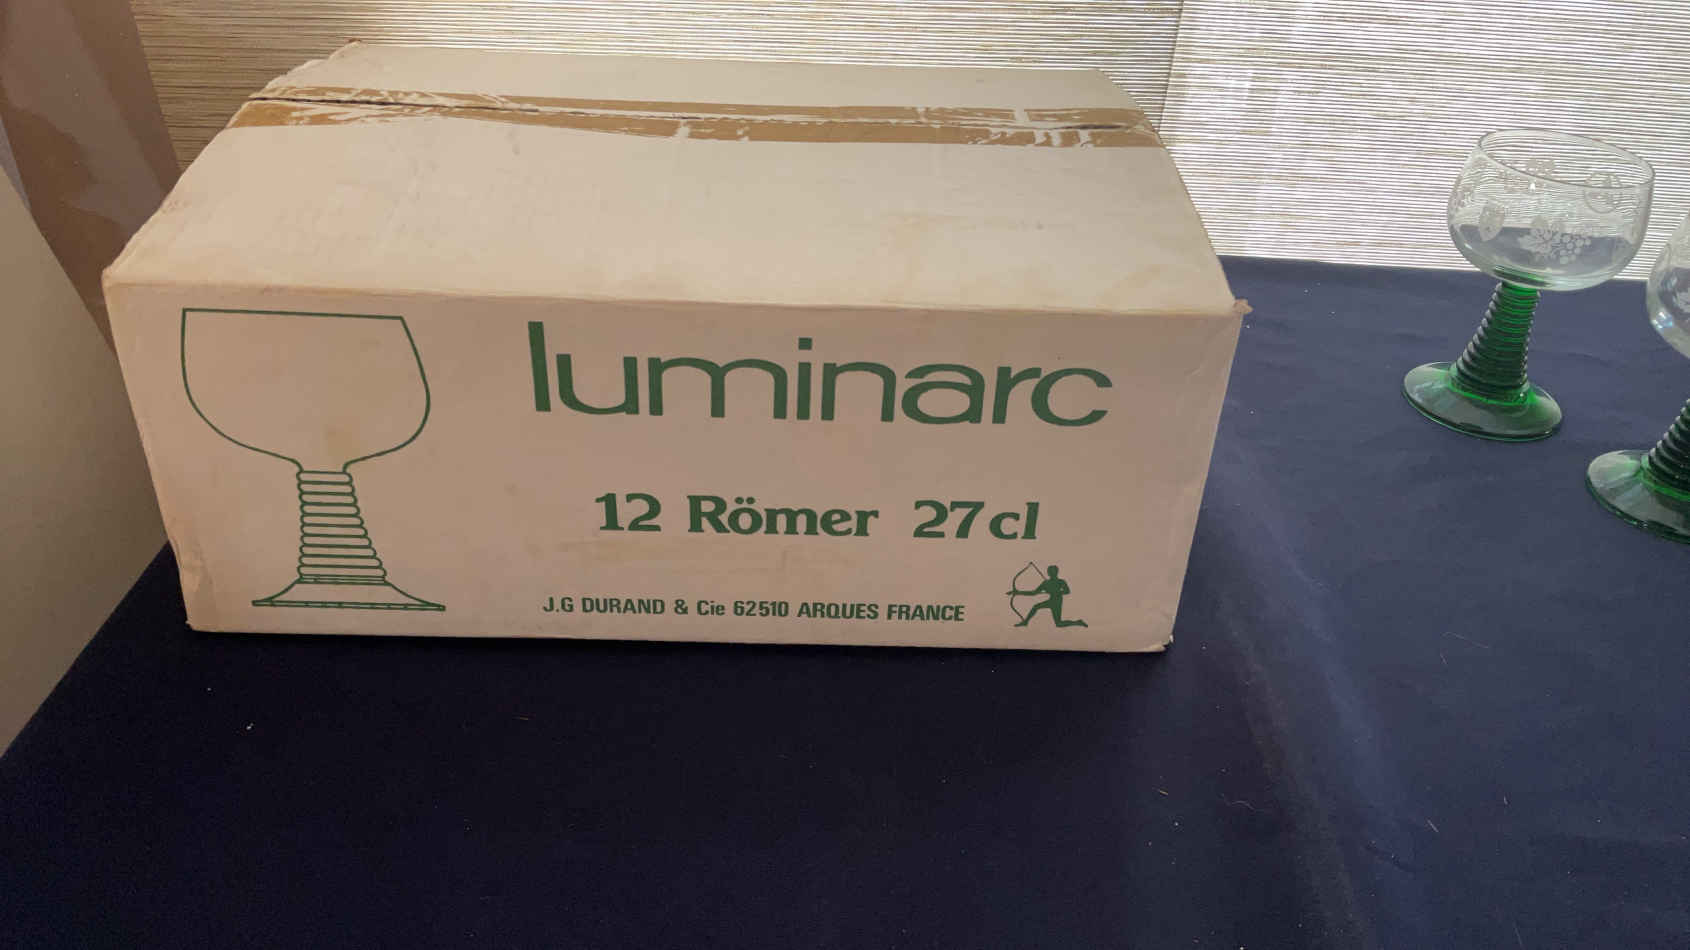 luminarc
12 Römer 27cl
J.G DURAND & Cie 62510 ARQUES FRANCE